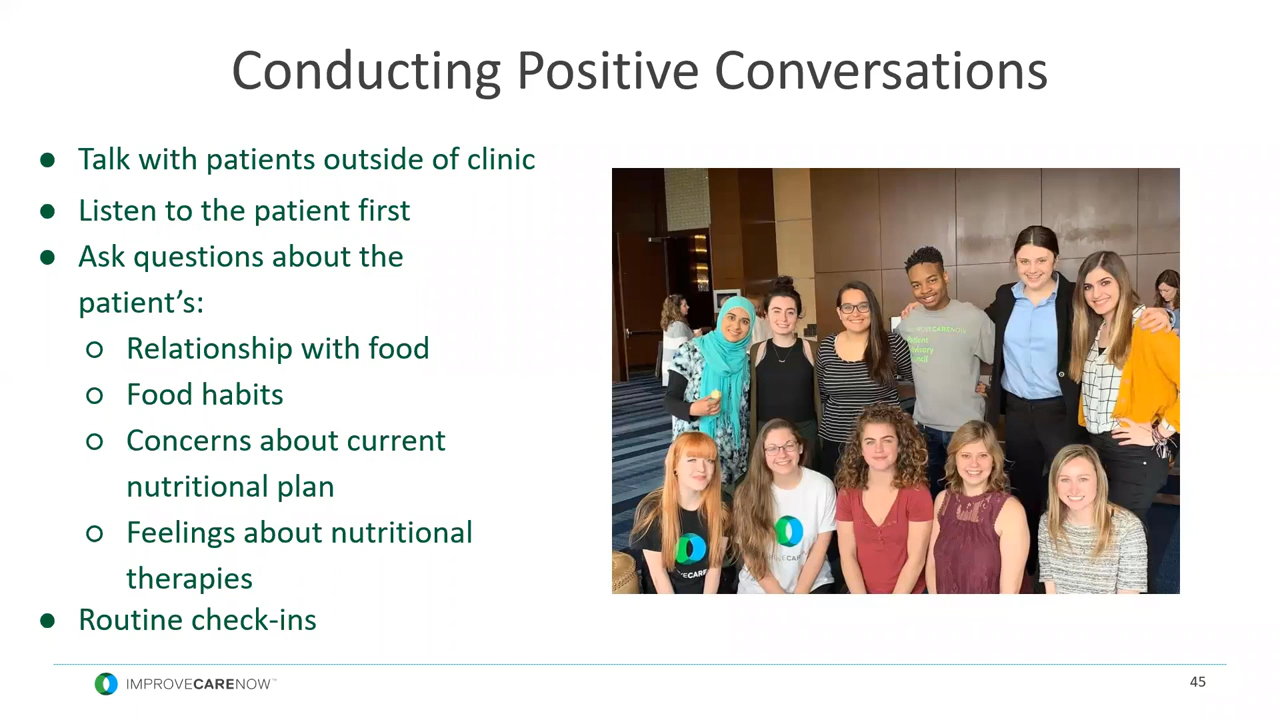 Conducting Positive Conversations
● Talk with patients outside of clinic
● Listen to the patient first
● Ask questions about the
patient’s:
○ Relationship with food
○ Food habits
○ Concerns about current
nutritional plan
○ Feelings about nutritional
therapies
● Routine check-ins
IMPROVECARENOW™
45